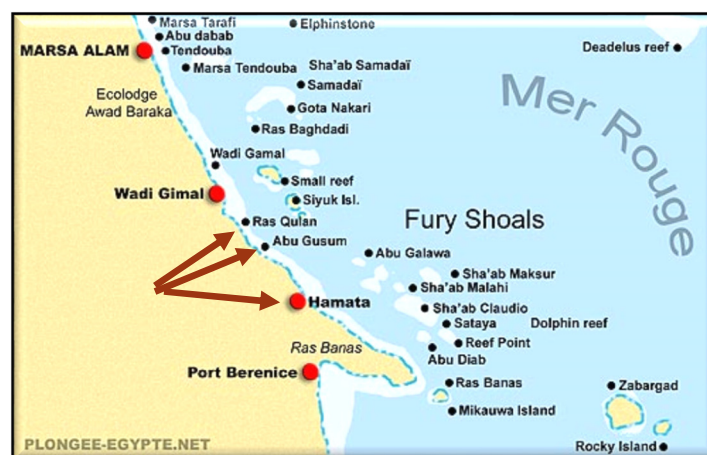 Marsa Tarafi
Elphinstone
Abu dabab
MARSA ALAM
Tendouba
Deadelus reef
Marsa Tendouba
Sha'ab Samadaï
Samadaï
Ecolodge
Awad Baraka
Gota Nakari
Ras Baghdadi
Mer Rouge
Wadi Gamal
Small reef
Wadi Gimal
Siyuk Isl.
Ras Qulan
Fury Shoals
Abu Gusum
Abu Galawa
Sha'ab Maksur
Sha'ab Malahi
Hamata
Sha'ab Claudio
Sataya
Dolphin reef
Reef Point
Ras Banas
Abu Diab
Port Berenice
Ras Banas
Zabargad
Mikauwa Island
PLONGEE-EGYPTE.NET
Rocky Island